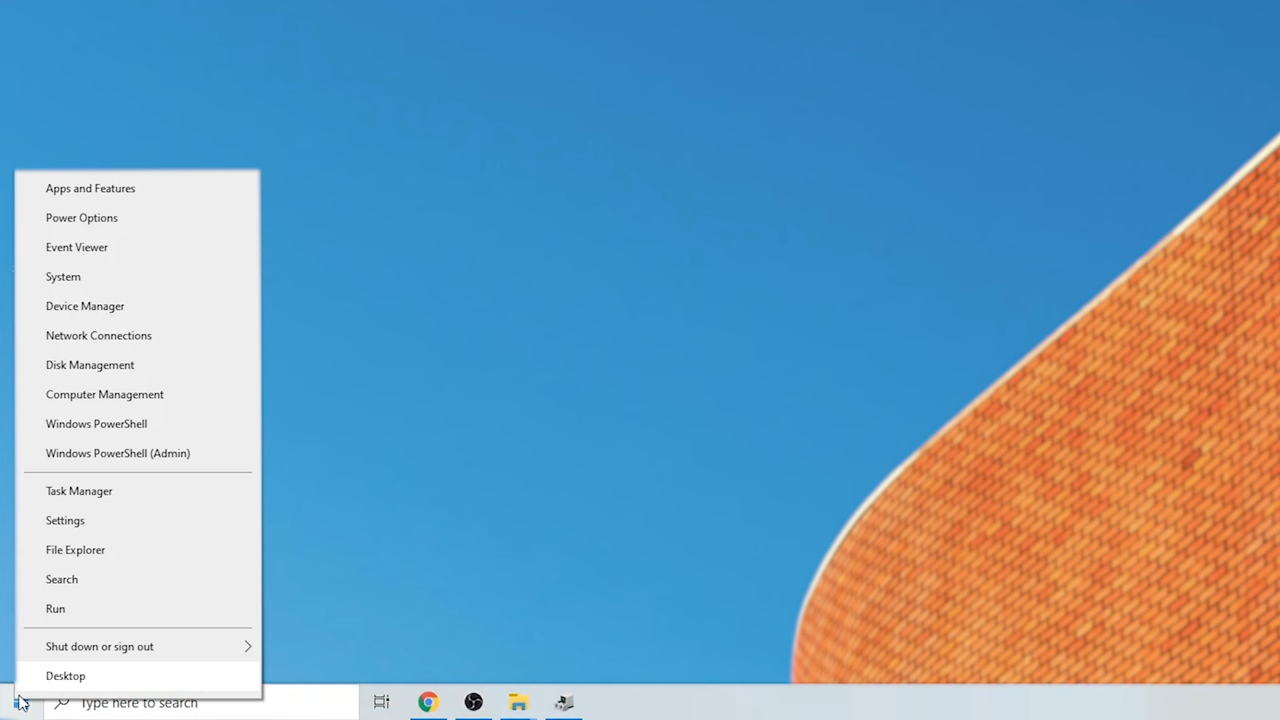 Apps and Features
Power Options
Event Viewer
System
Device Manager
Network Connections
Disk Management
Computer Management
Windows PowerShell
Windows PowerShell (Admin)
Task Manager
Settings
File Explorer
Search
Run
Shut down or sign out
Desktop
Type here to search